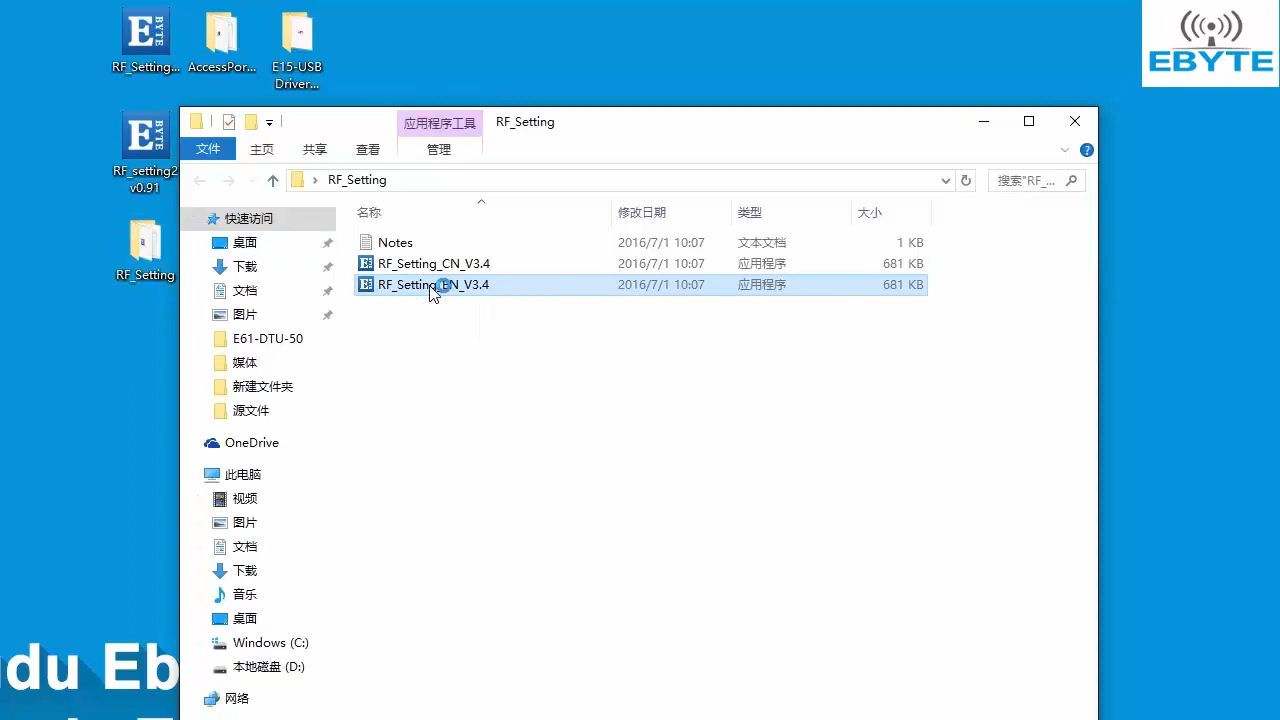 EBYTE
RF_Setting...
AccessPor...
E15-USB
Driver...
RF_setting2
v0.91
RF_Setting
应用程序工具
RF_Setting
文件
主页
共享
查看
管理
RF_Setting
搜索"RF_...
名称
修改日期
类型
大小
Notes
2016/7/1 10:07
文本文档
1 KB
RF_Setting_CN_V3.4
2016/7/1 10:07
应用程序
681 KB
RF_Setting_EN_V3.4
2016/7/1 10:07
应用程序
681 KB
快速访问
桌面
下载
文档
图片
E61-DTU-50
媒体
新建文件夹
源文件
OneDrive
此电脑
视频
图片
文档
下载
音乐
桌面
Windows (C:)
本地磁盘 (D:)
网络